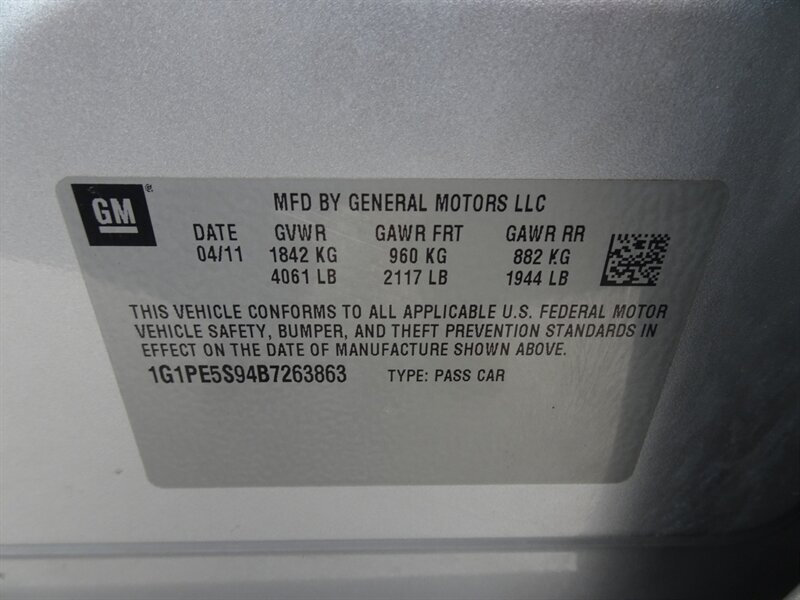 GM®
MFD BY GENERAL MOTORS LLC
DATE GVWR GAWR FRT GAWR RR
04/11 1842 KG 960 KG 882 KG
4061 LB 2117 LB 1944 LB
THIS VEHICLE CONFORMS TO ALL APPLICABLE U.S. FEDERAL MOTOR
VEHICLE SAFETY, BUMPER, AND THEFT PREVENTION STANDARDS IN
EFFECT ON THE DATE OF MANUFACTURE SHOWN ABOVE.
1G1PE5S94B7263863 TYPE: PASS CAR